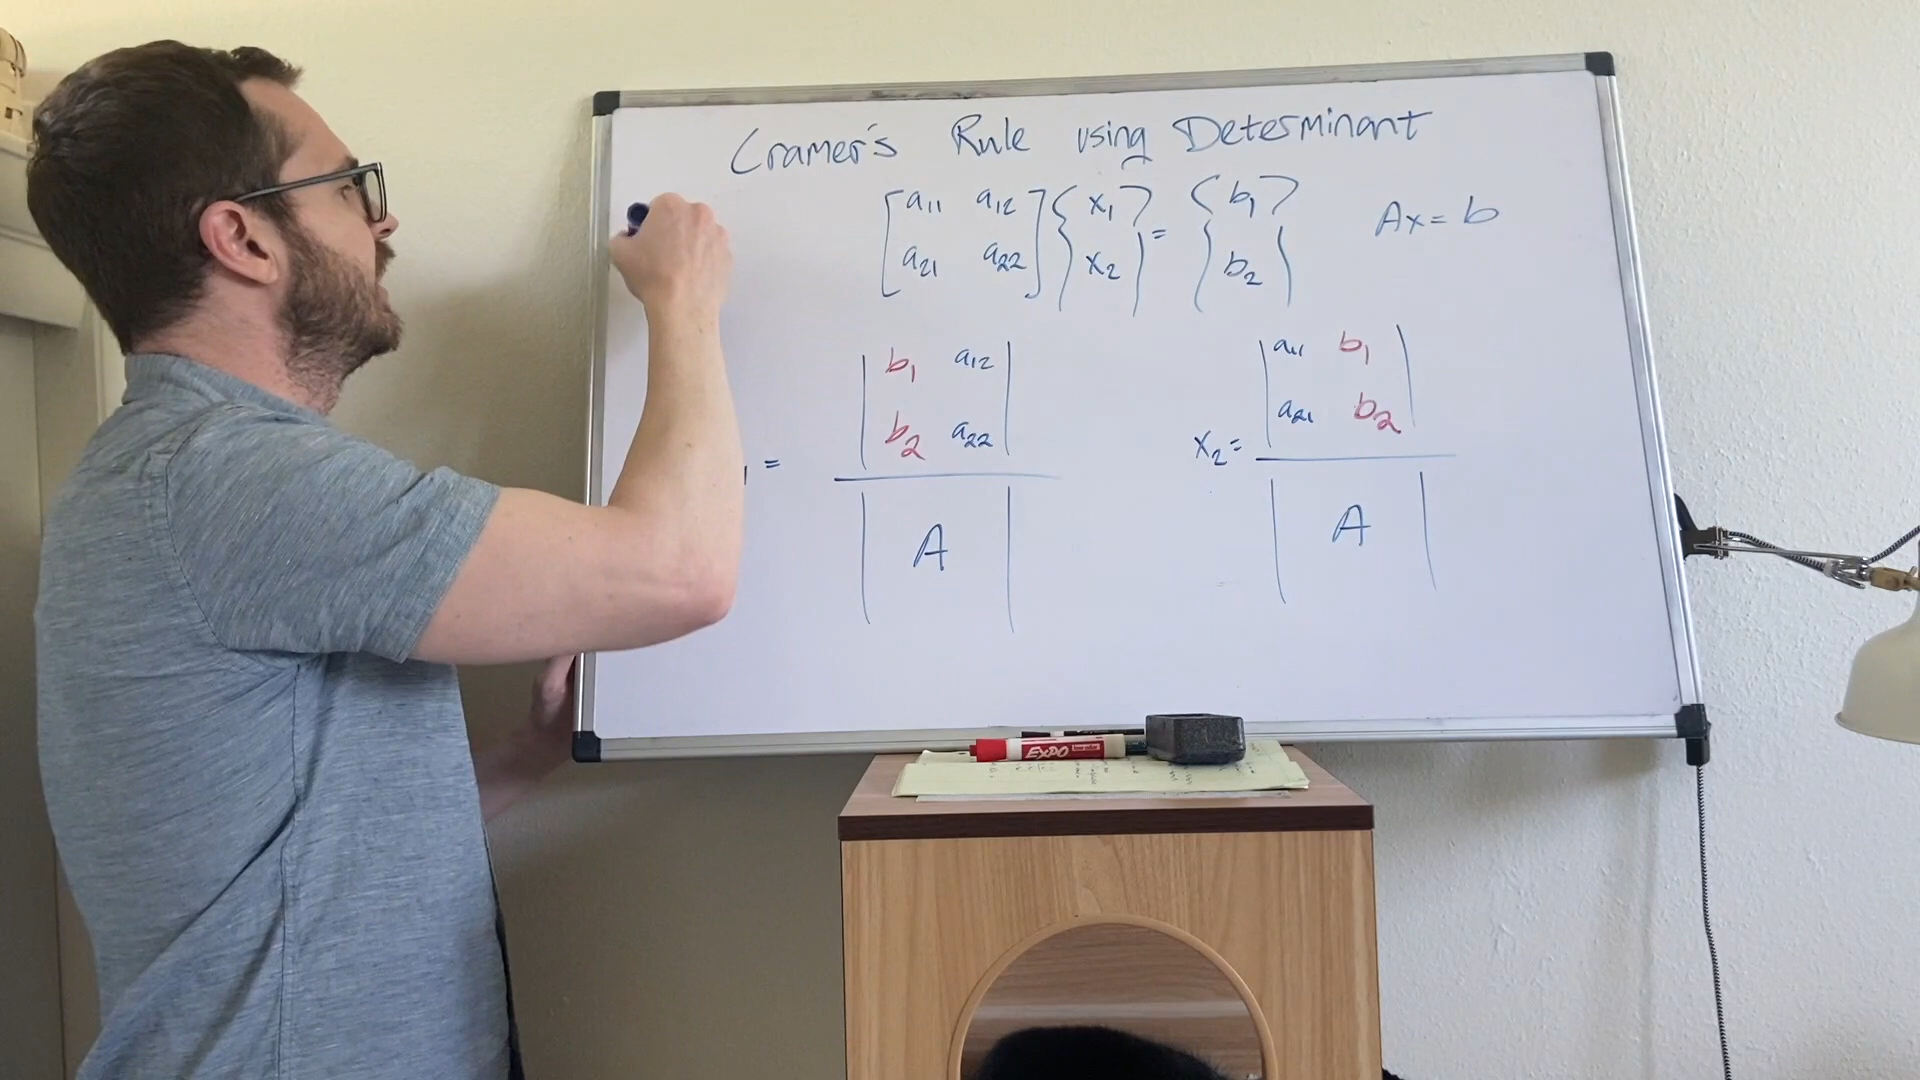 Cramer's Rule using Determinant
[a11 a12] {x1} = {b1} Ax = b
[a21 a22] {x2} {b2}
|b1 a12| |a11 b1|
|b2 a22| |a21 b2|
1 = x2 =
|A| |A|
EXPO